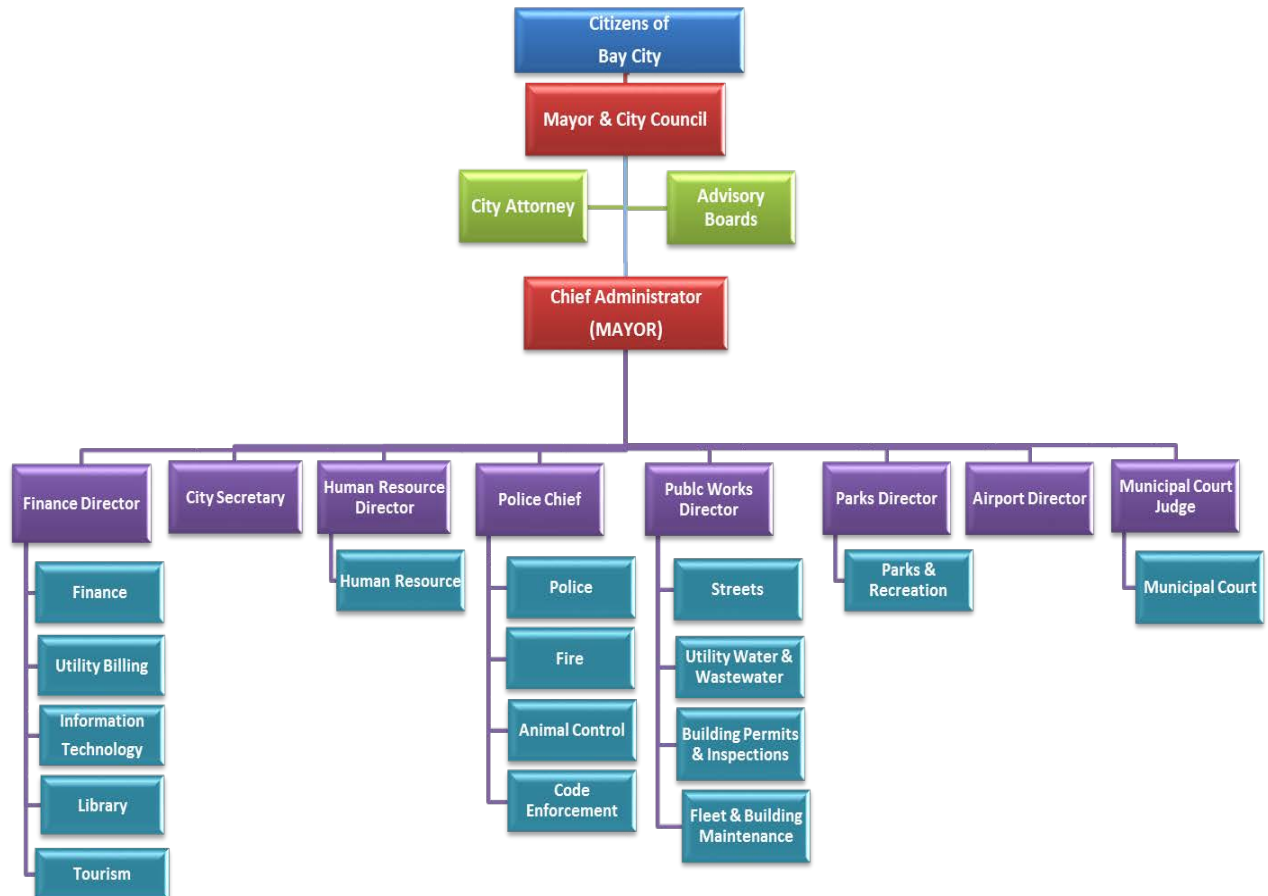 Citizens of
Bay City
Mayor & City Council
City Attorney
Advisory
Boards
Chief Administrator
(MAYOR)
Finance Director
City Secretary
Human Resource
Director
Police Chief
Publc Works
Director
Parks Director
Airport Director
Municipal Court
Judge
Finance
Utility Billing
Information
Technology
Library
Tourism
Human Resource
Police
Fire
Animal Control
Code
Enforcement
Streets
Utility Water &
Wastewater
Building Permits
& Inspections
Fleet & Building
Maintenance
Parks &
Recreation
Municipal Court